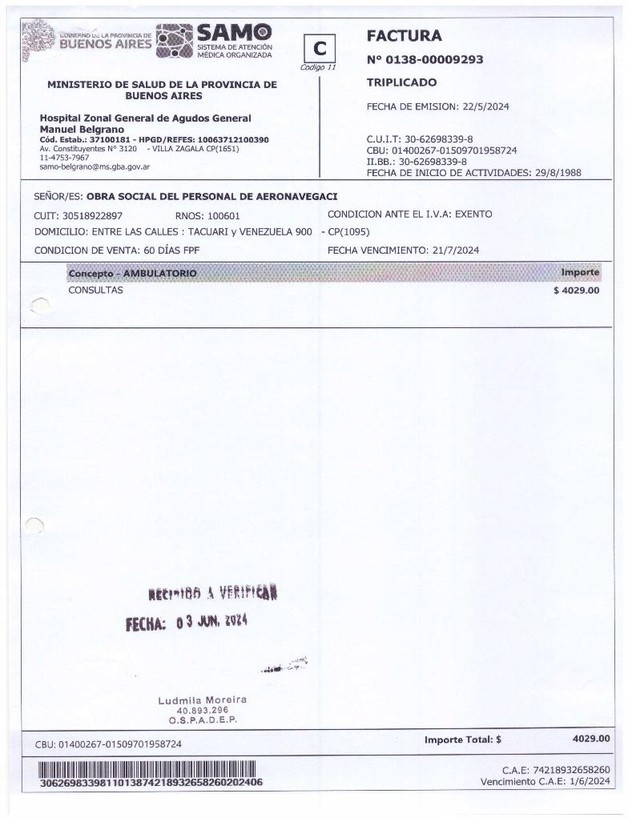 GOBIERNO DE LA PROVINCIA DE
BUENOS AIRES
SAMO
SISTEMA DE ATENCIÓN
MÉDICA ORGANIZADA
MINISTERIO DE SALUD DE LA PROVINCIA DE
BUENOS AIRES
Hospital Zonal General de Agudos General
Manuel Belgrano
Cód. Estab.: 37100181 - HPGD/REFES: 10063712100390
Av. Constituyentes N° 3120 - VILLA ZAGALA CP(1651)
11-4753-7967
samo-belgrano@ms.gba.gov.ar
C
Codigo 11
FACTURA
N° 0138-00009293
TRIPLICADO
FECHA DE EMISION: 22/5/2024
C.U.I.T: 30-62698339-8
CBU: 01400267-01509701958724
II.BB.: 30-62698339-8
FECHA DE INICIO DE ACTIVIDADES: 29/8/1988
SEÑOR/ES: OBRA SOCIAL DEL PERSONAL DE AERONAVEGACI
CUIT: 30518922897 RNOS: 100601 CONDICION ANTE EL I.V.A: EXENTO
DOMICILIO: ENTRE LAS CALLES : TACUARI y VENEZUELA 900 - CP(1095)
CONDICION DE VENTA: 60 DÍAS FPF FECHA VENCIMIENTO: 21/7/2024
Concepto - AMBULATORIO Importe
CONSULTAS $ 4029.00
RECIBIDO A VERIFICAR
FECHA: 03 JUN. 2024
Ludmila Moreira
40.893.296
O.S.P.A.D.E.P.
CBU: 01400267-01509701958724 Importe Total: $ 4029.00
3062698339811013874218932658260202406
C.A.E: 74218932658260
Vencimiento C.A.E: 1/6/2024